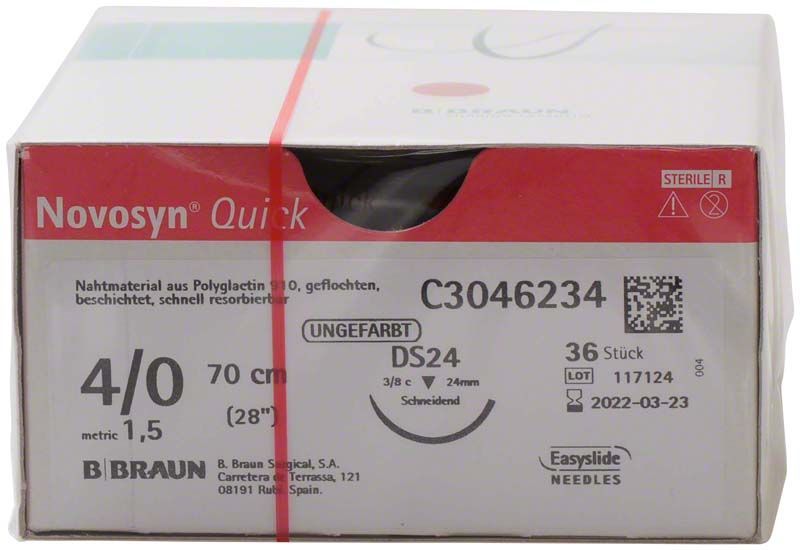 B|BRAUN
STERILE R
Novosyn® Quick
Nahtmaterial aus Polyglactin 910, geflochten,
beschichtet, schnell resorbierbar
C3046234
UNGEFÄRBT
4/0 70 cm
DS24
36 Stück
3/8 c 24mm
LOT 117124
004
Schneidend
(28")
2022-03-23
metric 1,5
B|BRAUN
B. Braun Surgical, S.A.
Carretera de Terrassa, 121
08191 Rubí. Spain.
Easyslide
NEEDLES